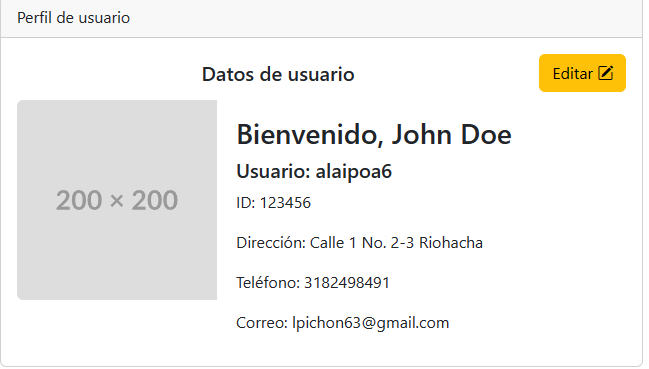 Perfil de usuario
Datos de usuario
Editar
200 × 200
Bienvenido, John Doe
Usuario: alaipoa6
ID: 123456
Dirección: Calle 1 No. 2-3 Riohacha
Teléfono: 3182498491
Correo: lpichon63@gmail.com